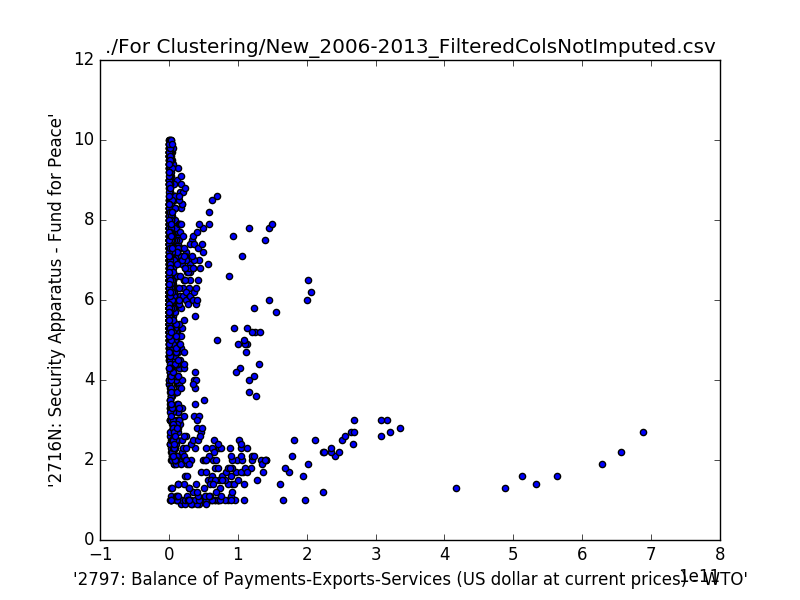 ./For Clustering/New_2006-2013_FilteredColsNotImputed.csv
12
10
8
6
4
2
0
'2716N: Security Apparatus - Fund for Peace'
−1 0 1 2 3 4 5 6 7 8
1e11
'2797: Balance of Payments-Exports-Services (US dollar at current prices) - WTO'